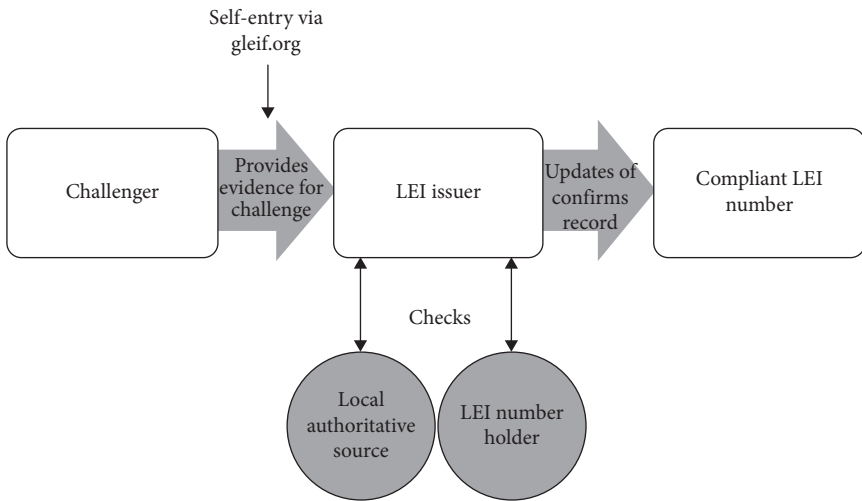 Self-entry via
gleif.org
Challenger
Provides
evidence for
challenge
LEI issuer
Updates of
confirms
record
Compliant LEI
number
Checks
Local
authoritative
source
LEI number
holder